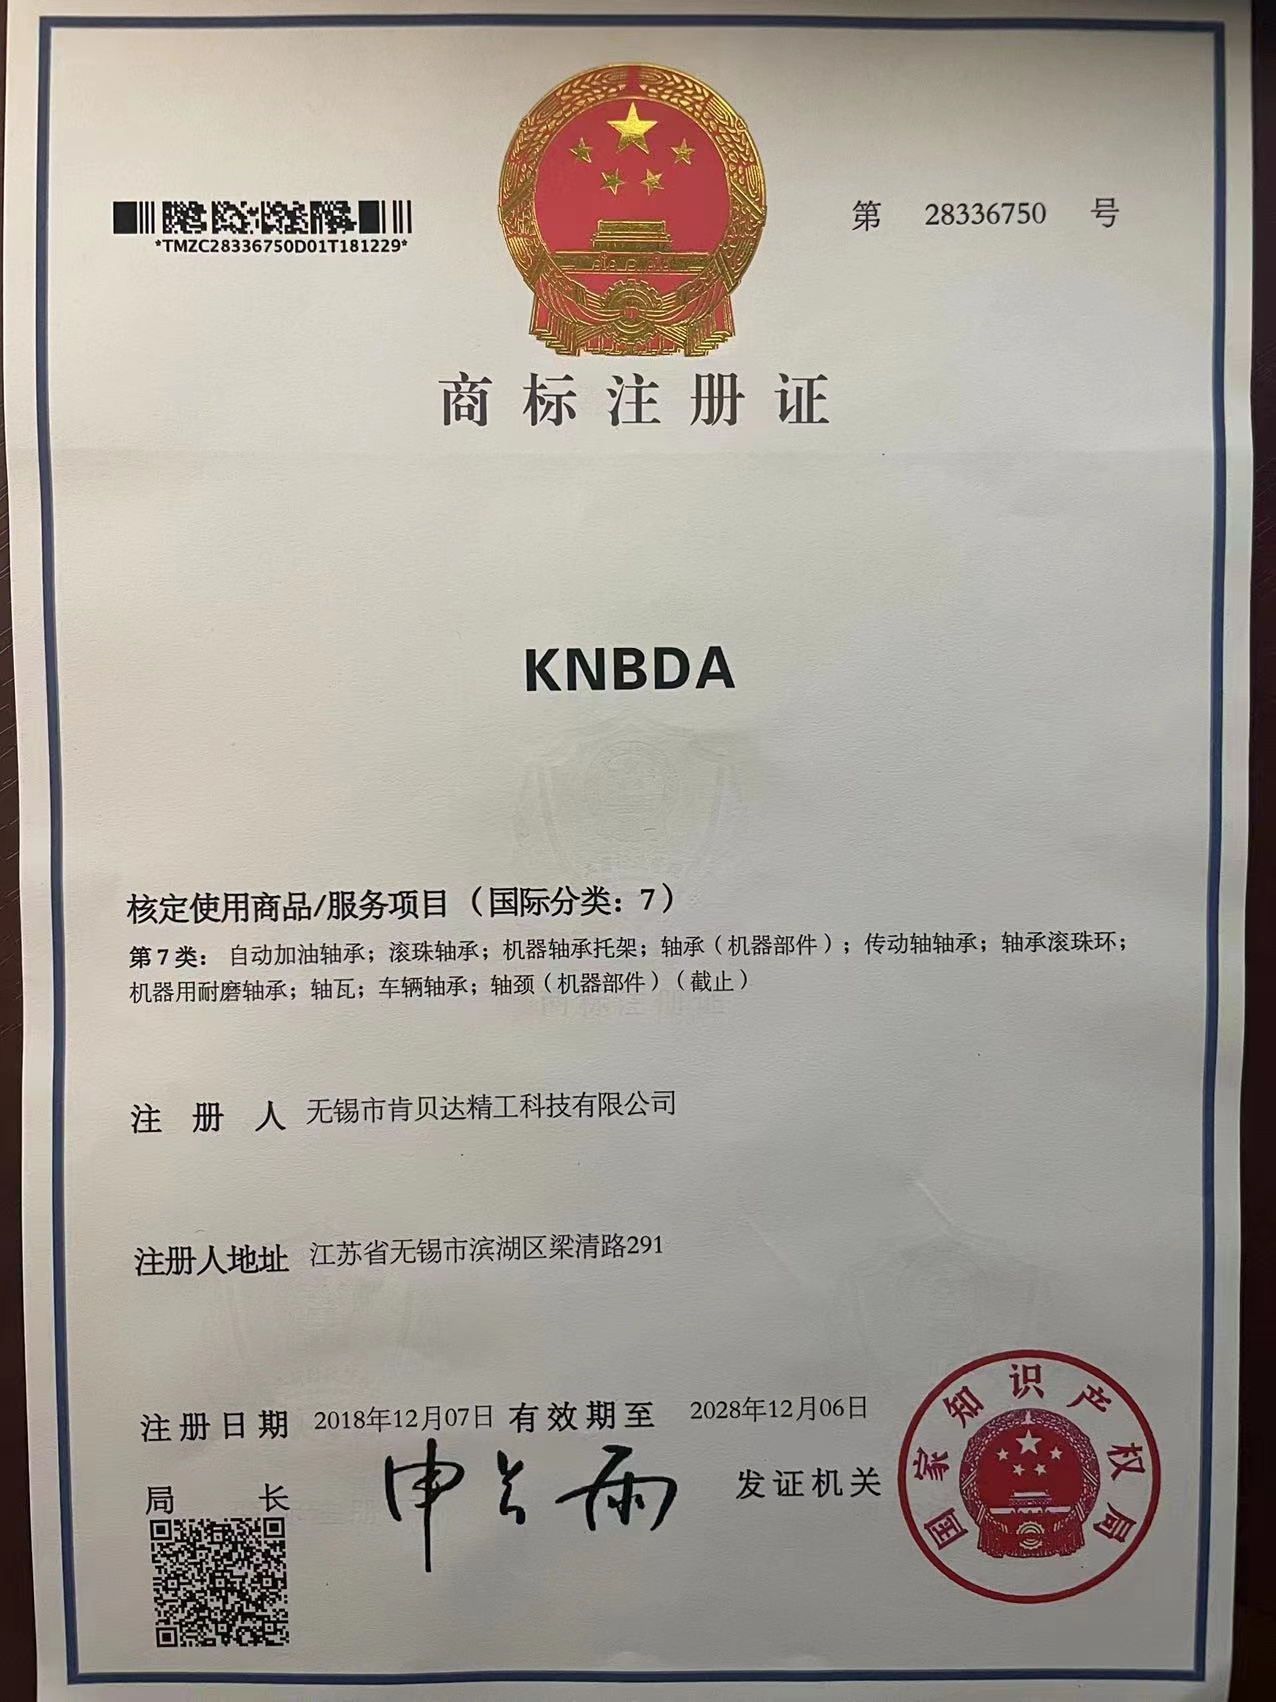 *TMZC28336750D01T181229*
第 28336750 号
商标注册证
KNBDA
核定使用商品/服务项目（国际分类：7）
第7类： 自动加油轴承；滚珠轴承；机器轴承托架；轴承（机器部件）；传动轴轴承；轴承滚珠环；
机器用耐磨轴承；轴瓦；车辆轴承；轴颈（机器部件）（截止）
商标注册证
注册人 无锡市肯贝达精工科技有限公司
注册人地址 江苏省无锡市滨湖区梁清路291
注册日期 2018年12月07日 有效期至 2028年12月06日
局长 申长雨 发证机关
国家知识产权局